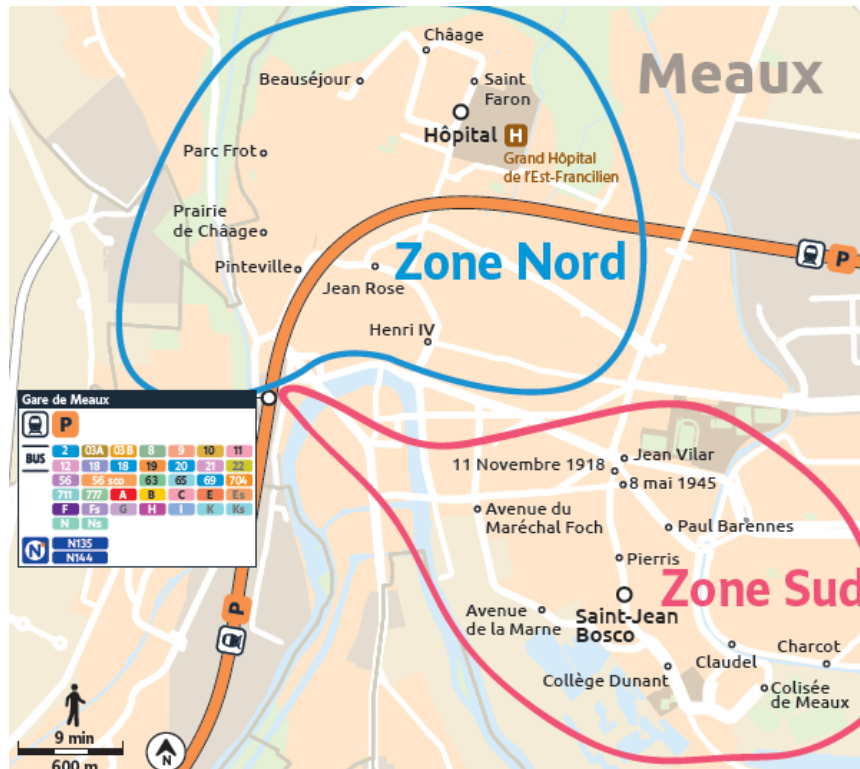 Châage
Meaux
Beauséjour
Saint
Faron
Hôpital H
Grand Hôpital
de l'Est-Francilien
Parc Frot
Prairie
de Châage
Zone Nord
P
Pinteville
Jean Rose
Henri IV
Gare de Meaux
P
BUS
2 03A 03B 8 9 10 11
12 18 18 19 20 21 22
56 56 sco 63 65 69 704
711 777 A B C E Es
F Fs G H I K Ks
N Ns
N N135
N144
Jean Vilar
11 Novembre 1918
8 mai 1945
Avenue du
Maréchal Foch
Paul Barennes
Pierris
Zone Sud
P
Avenue
de la Marne
Saint-Jean
Bosco
Claudel
Charcot
Collège Dunant
Colisée
de Meaux
9 min
600 m
N